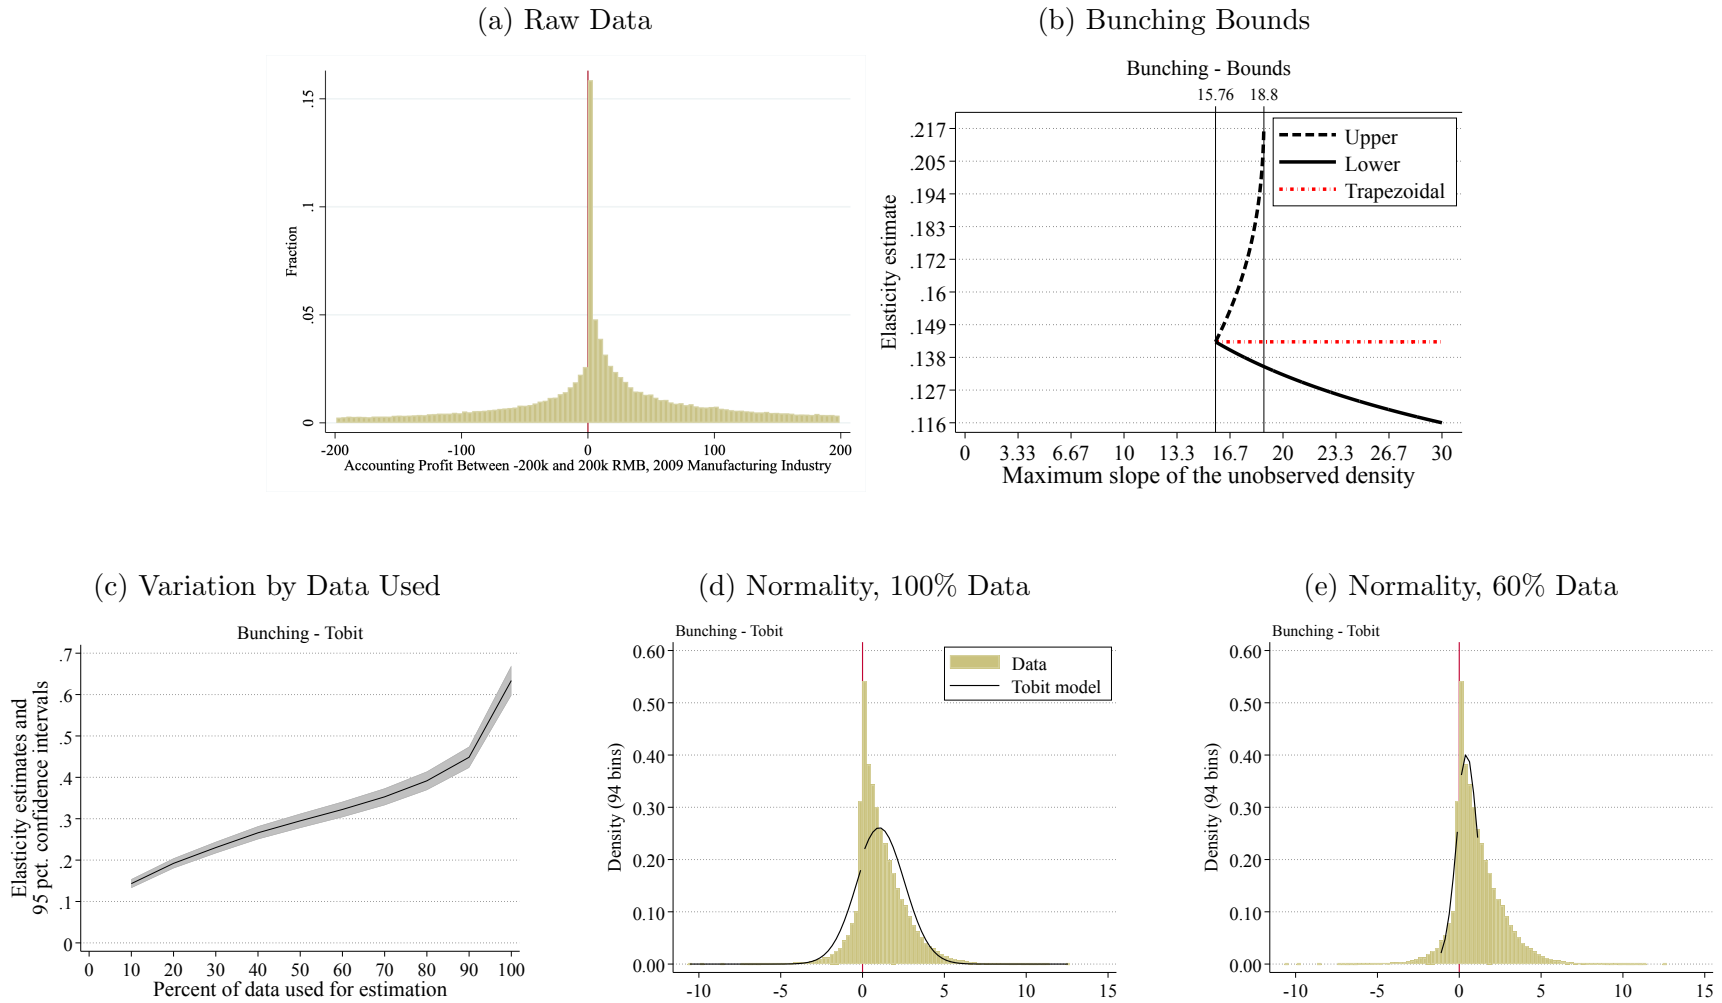 (a) Raw Data
Fraction
.15
.1
.05
0
-200
-100
0
100
200
Accounting Profit Between -200k and 200k RMB, 2009 Manufacturing Industry
(b) Bunching Bounds
Bunching - Bounds
15.76 18.8
Elasticity estimate
.217
.205
.194
.183
.172
.16
.149
.138
.127
.116
Upper
Lower
Trapezoidal
0 3.33 6.67 10 13.3 16.7 20 23.3 26.7 30
Maximum slope of the unobserved density
(c) Variation by Data Used
Bunching - Tobit
Elasticity estimates and
95 pct. confidence intervals
.7
.6
.5
.4
.3
.2
.1
0
0 10 20 30 40 50 60 70 80 90 100
Percent of data used for estimation
(d) Normality, 100% Data
Bunching - Tobit
Density (94 bins)
0.60
0.50
0.40
0.30
0.20
0.10
0.00
Data
Tobit model
-10 -5 0 5 10 15
(e) Normality, 60% Data
Bunching - Tobit
Density (94 bins)
0.60
0.50
0.40
0.30
0.20
0.10
0.00
-10 -5 0 5 10 15